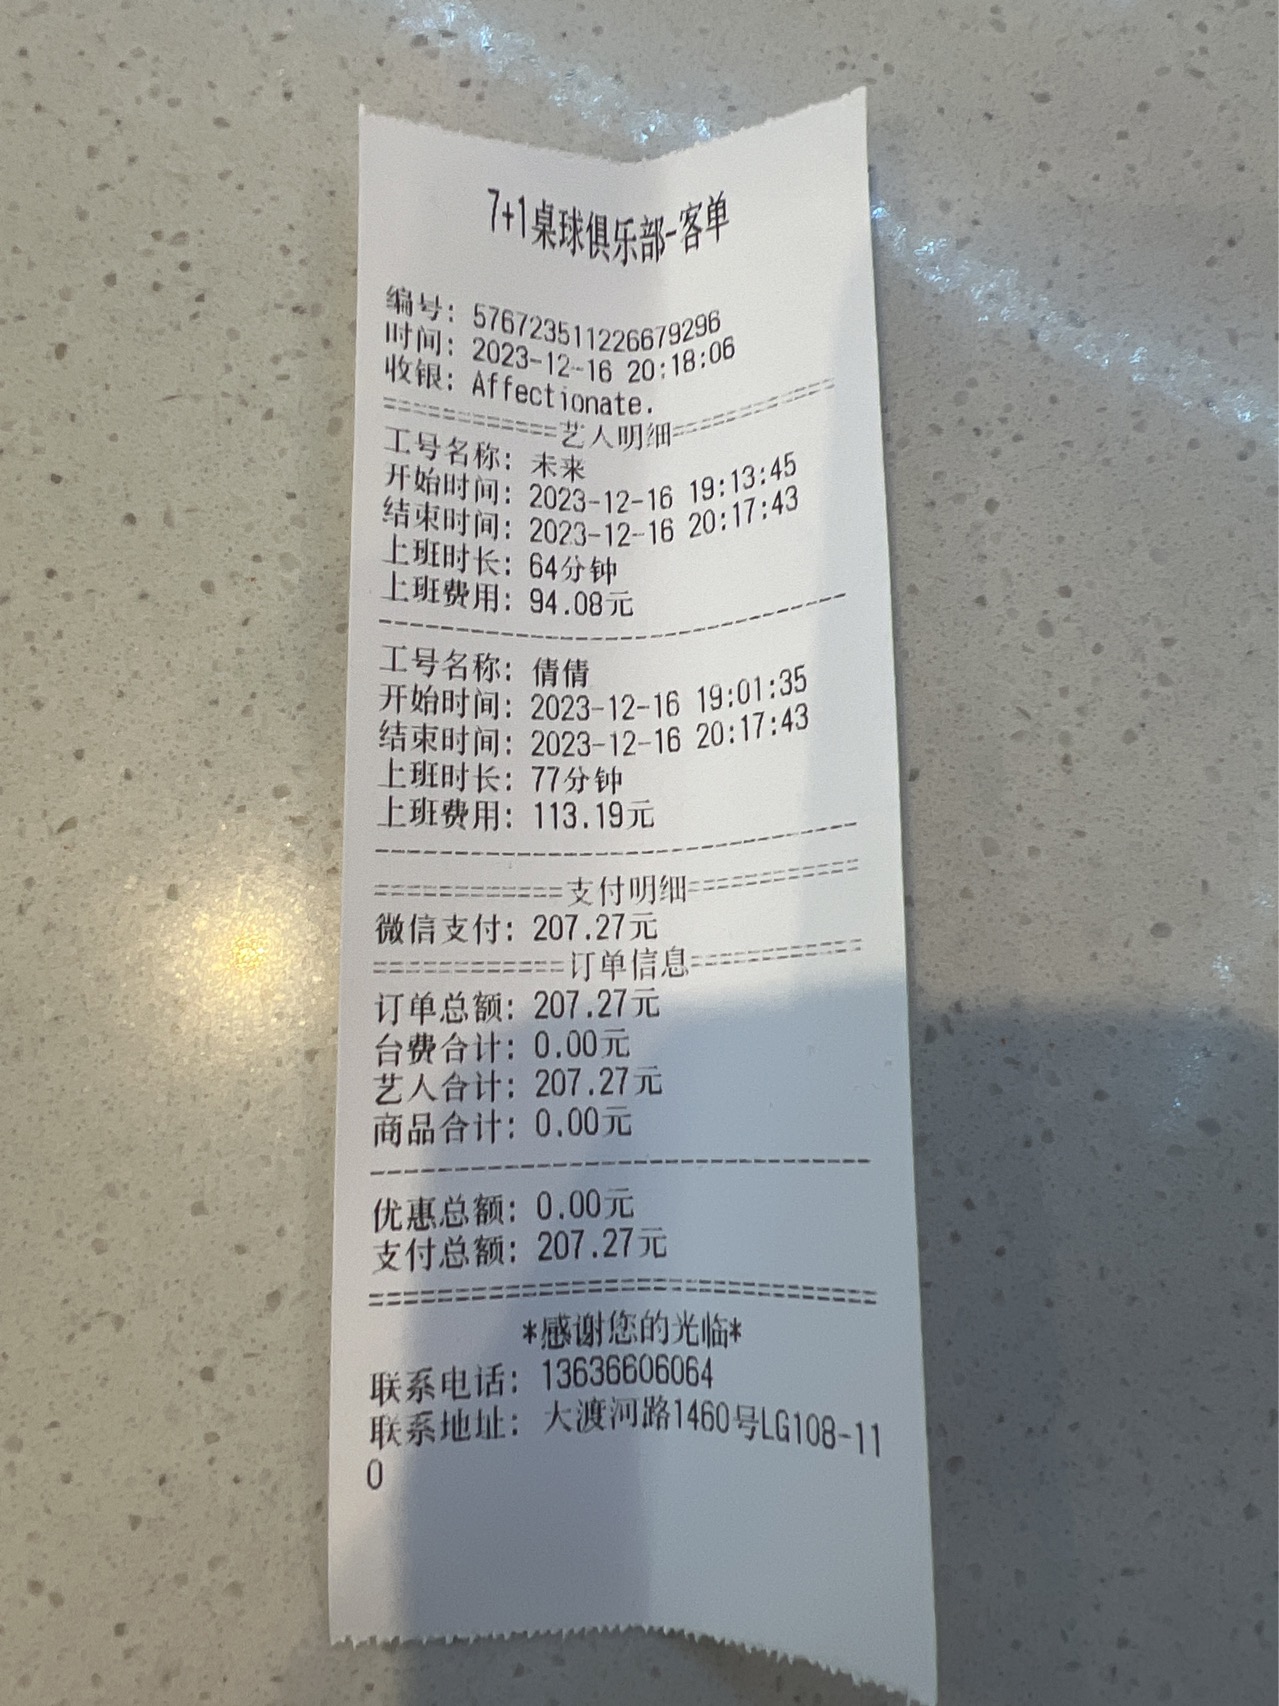 7+1桌球俱乐部-客单
编号: 576723511226679296
时间: 2023-12-16 20:18:06
收银: Affectionate.
============艺人明细============
工号名称: 未来
开始时间: 2023-12-16 19:13:45
结束时间: 2023-12-16 20:17:43
上班时长: 64分钟
上班费用: 94.08元
--------------------------------
工号名称: 倩倩
开始时间: 2023-12-16 19:01:35
结束时间: 2023-12-16 20:17:43
上班时长: 77分钟
上班费用: 113.19元
--------------------------------
============支付明细============
微信支付: 207.27元
============订单信息============
订单总额: 207.27元
台费合计: 0.00元
艺人合计: 207.27元
商品合计: 0.00元
--------------------------------
优惠总额: 0.00元
支付总额: 207.27元
================================
*感谢您的光临*
联系电话: 13636606064
联系地址: 大渡河路1460号LG108-11
0